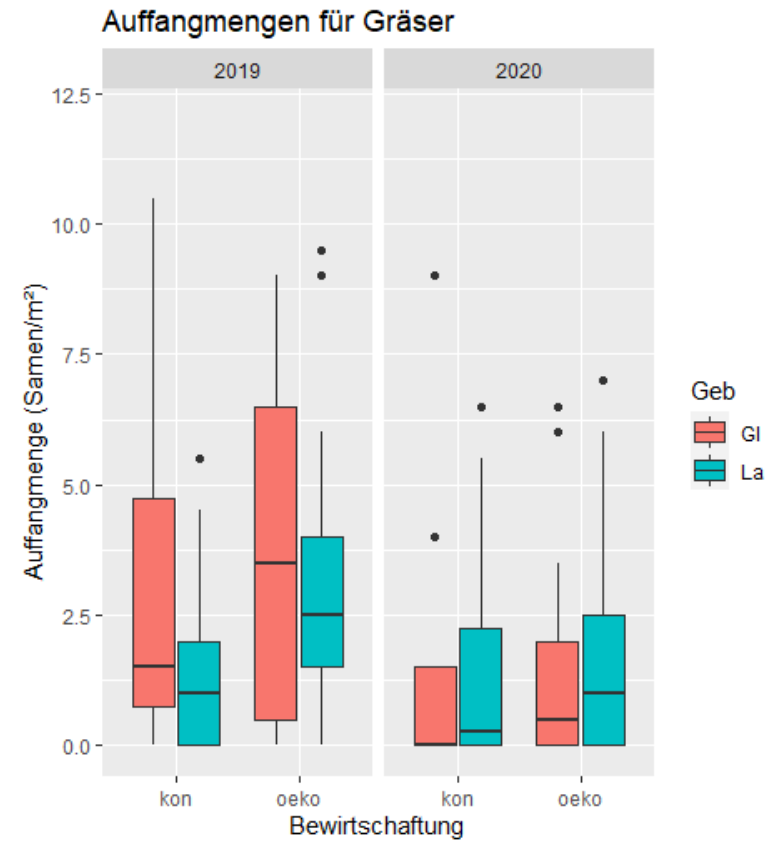 Auffangmengen für Gräser
2019
2020
Auffangmenge (Samen/m²)
12.5
10.0
7.5
5.0
2.5
0.0
kon
oeko
kon
oeko
Bewirtschaftung
Geb
Gl
La